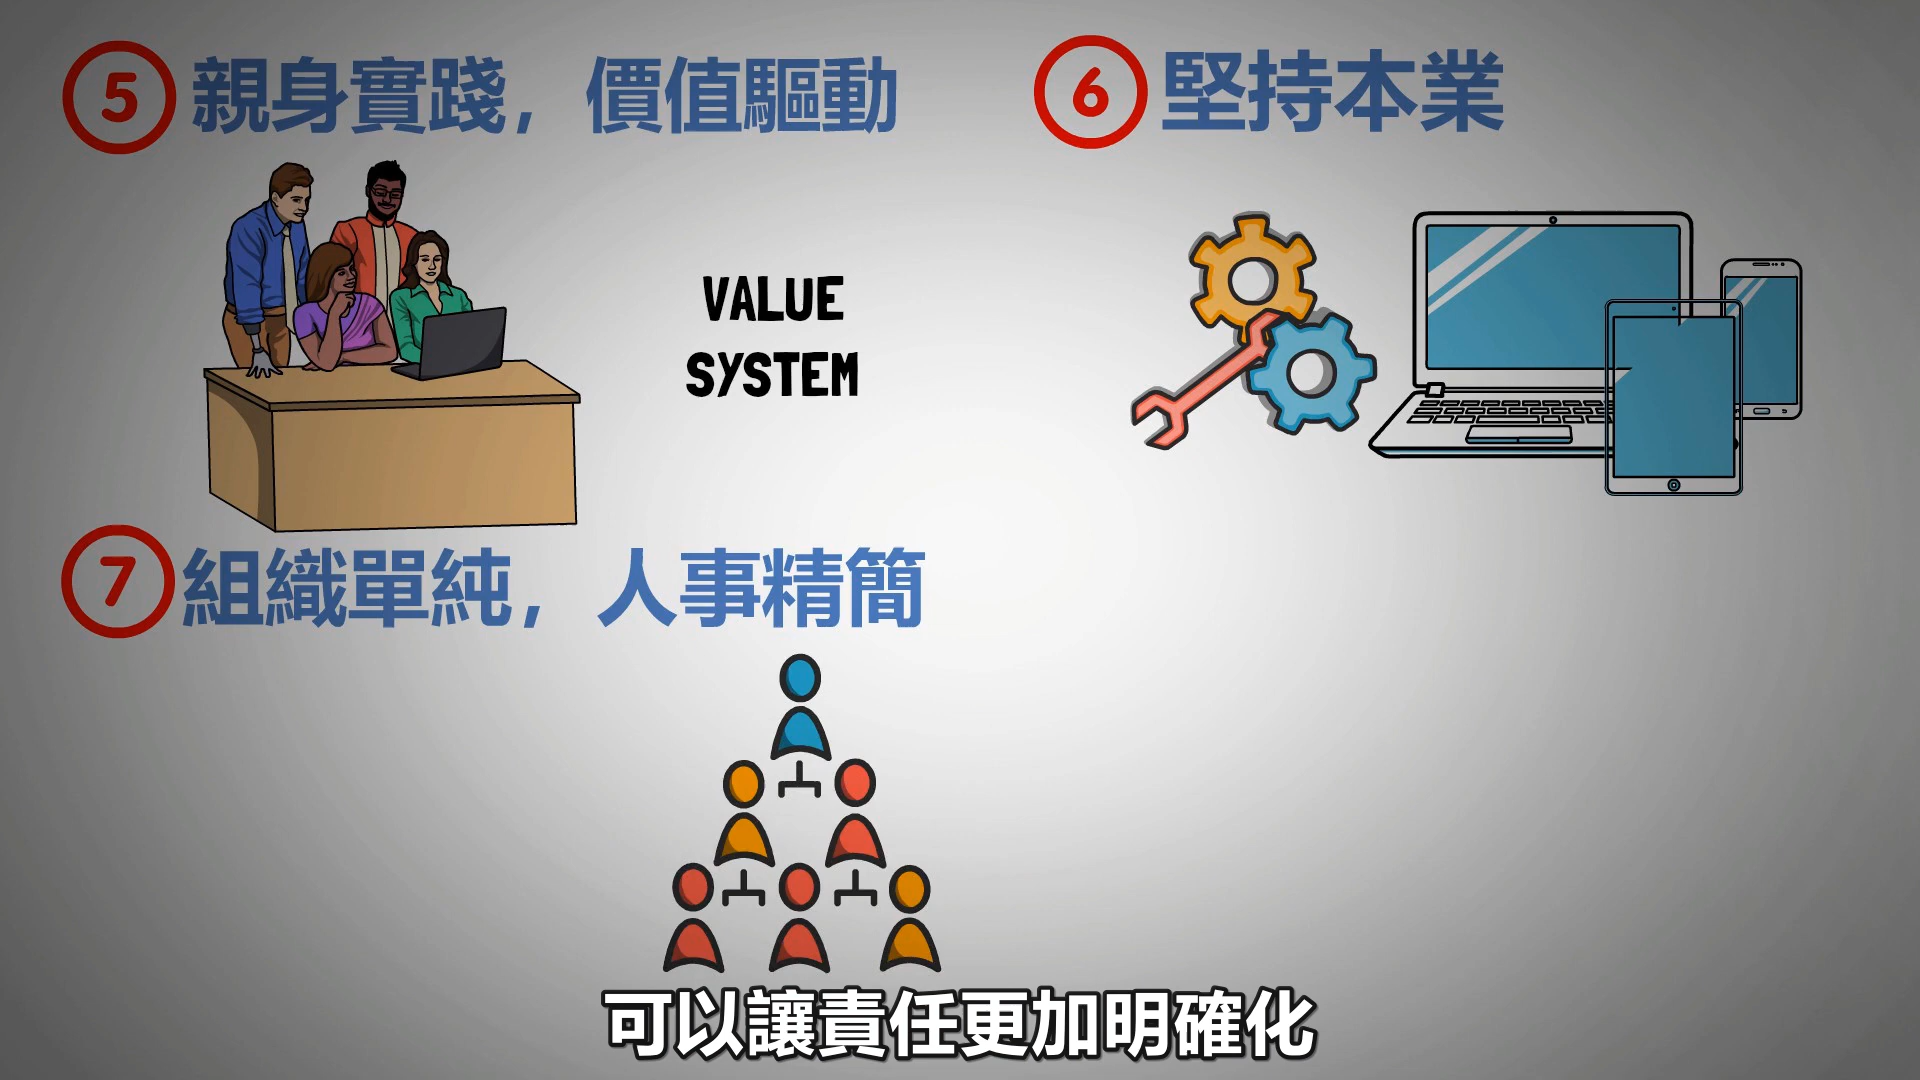 5 親身實踐，價值驅動
6 堅持本業
VALUE
SYSTEM
7 組織單純，人事精簡
可以讓責任更加明確化